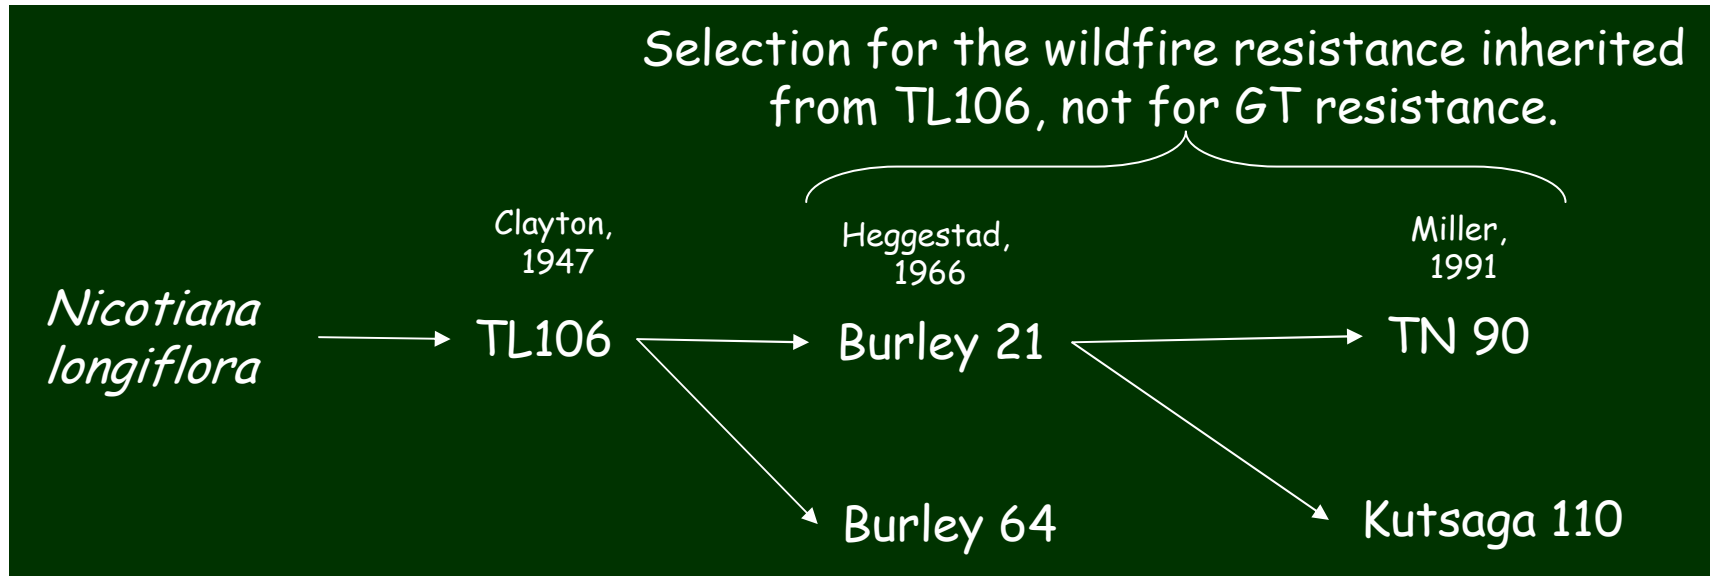 Selection for the wildfire resistance inherited
from TL106, not for GT resistance.
Clayton,
1947
Heggestad,
1966
Miller,
1991
Nicotiana
longiflora
TL106
Burley 21
TN 90
Burley 64
Kutsaga 110